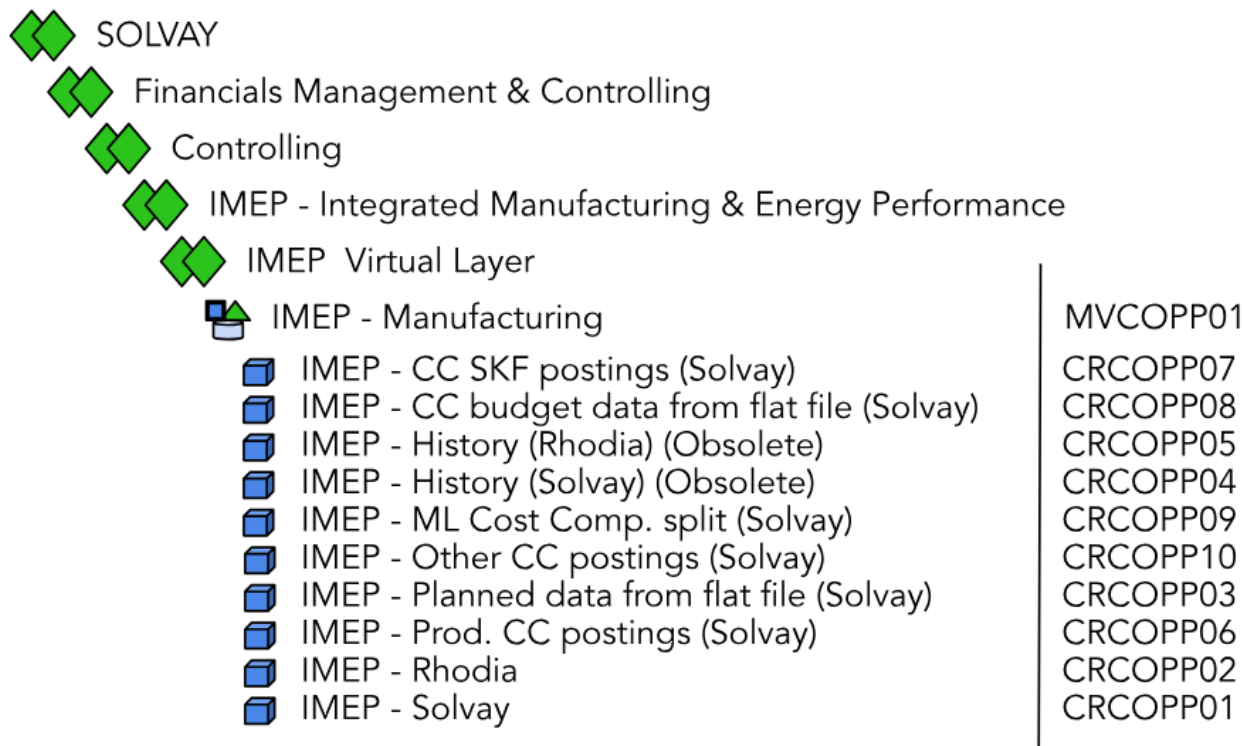 SOLVAY
Financials Management & Controlling
Controlling
IMEP - Integrated Manufacturing & Energy Performance
IMEP Virtual Layer
IMEP - Manufacturing MVCOPP01
IMEP - CC SKF postings (Solvay) CRCOPP07
IMEP - CC budget data from flat file (Solvay) CRCOPP08
IMEP - History (Rhodia) (Obsolete) CRCOPP05
IMEP - History (Solvay) (Obsolete) CRCOPP04
IMEP - ML Cost Comp. split (Solvay) CRCOPP09
IMEP - Other CC postings (Solvay) CRCOPP10
IMEP - Planned data from flat file (Solvay) CRCOPP03
IMEP - Prod. CC postings (Solvay) CRCOPP06
IMEP - Rhodia CRCOPP02
IMEP - Solvay CRCOPP01